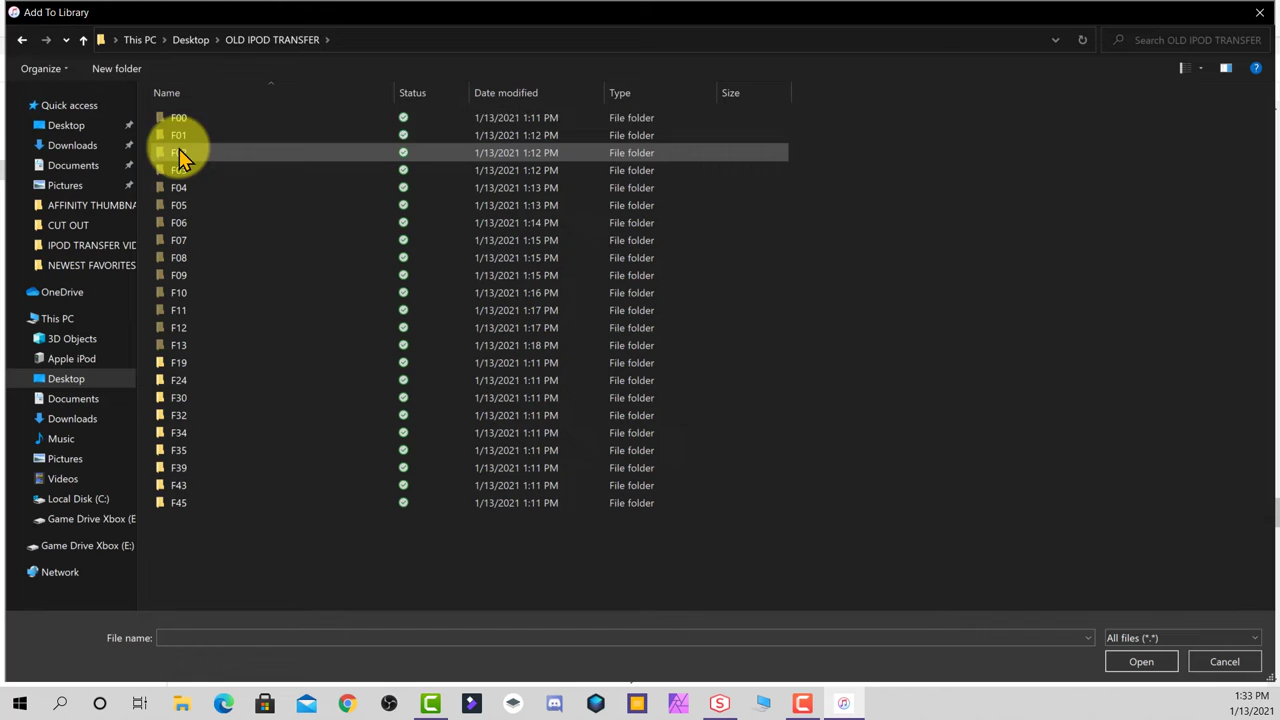 Add To Library
This PC > Desktop > OLD IPOD TRANSFER >
Search OLD IPOD TRANSFER
Organize
New folder
Name Status Date modified Type Size
Quick access
Desktop
Downloads
Documents
Pictures
AFFINITY THUMBNA
CUT OUT
IPOD TRANSFER VID
NEWEST FAVORITES
OneDrive
This PC
3D Objects
Apple iPod
Desktop
Documents
Downloads
Music
Pictures
Videos
Local Disk (C:)
Game Drive Xbox (E
Game Drive Xbox (E:)
Network
F00 1/13/2021 1:11 PM File folder
F01 1/13/2021 1:12 PM File folder
1/13/2021 1:12 PM File folder
1/13/2021 1:12 PM File folder
F04 1/13/2021 1:13 PM File folder
F05 1/13/2021 1:13 PM File folder
F06 1/13/2021 1:14 PM File folder
F07 1/13/2021 1:15 PM File folder
F08 1/13/2021 1:15 PM File folder
F09 1/13/2021 1:15 PM File folder
F10 1/13/2021 1:16 PM File folder
F11 1/13/2021 1:17 PM File folder
F12 1/13/2021 1:17 PM File folder
F13 1/13/2021 1:18 PM File folder
F19 1/13/2021 1:11 PM File folder
F24 1/13/2021 1:11 PM File folder
F30 1/13/2021 1:11 PM File folder
F32 1/13/2021 1:11 PM File folder
F34 1/13/2021 1:11 PM File folder
F35 1/13/2021 1:11 PM File folder
F39 1/13/2021 1:11 PM File folder
F43 1/13/2021 1:11 PM File folder
F45 1/13/2021 1:11 PM File folder
File name:
All files (*.*)
Open
Cancel
1:33 PM
1/13/2021